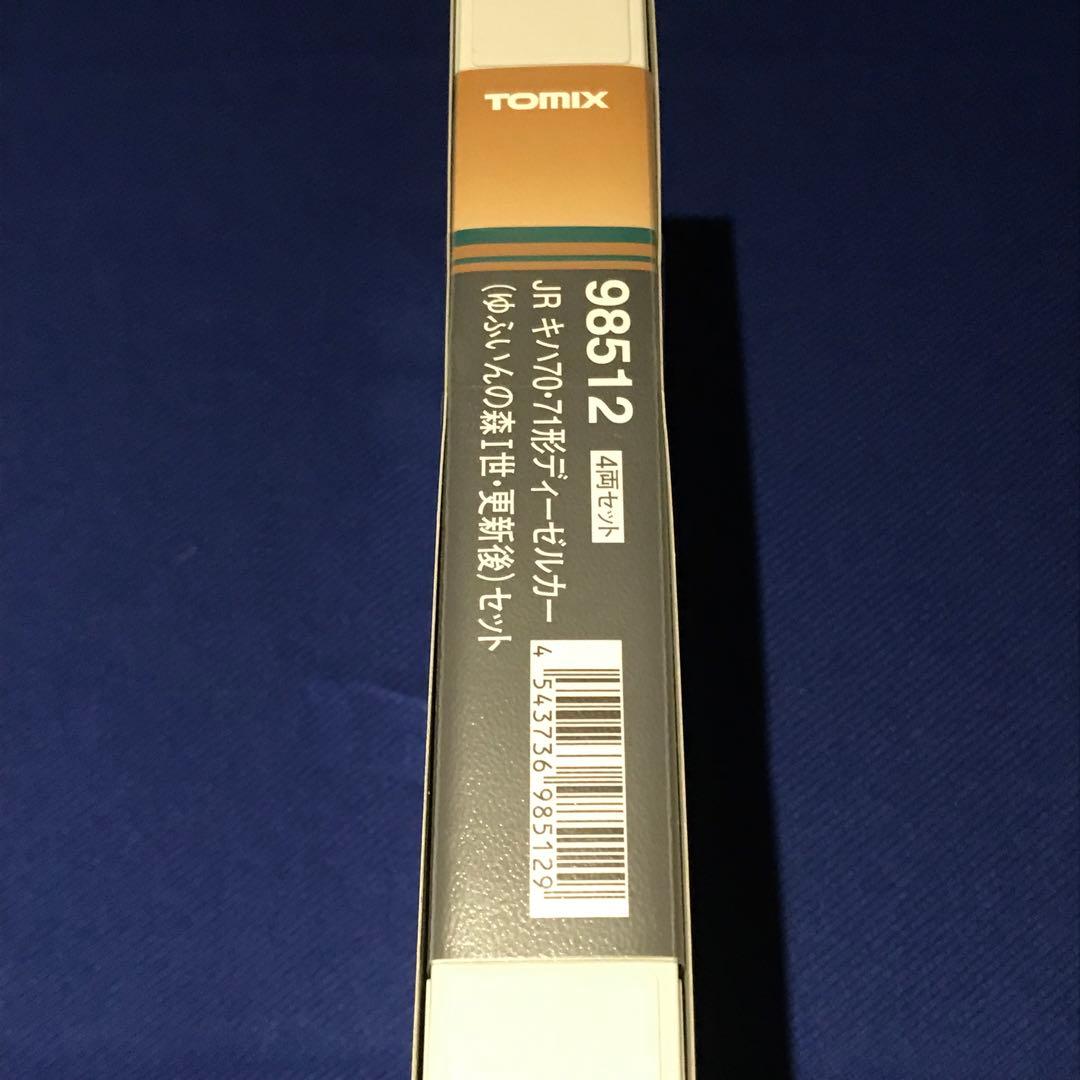 TOMIX
98512 4両セット
JR キハ70・71形ディーゼルカー
(ゆふいんの森I世・更新後)セット
4 543736 985129